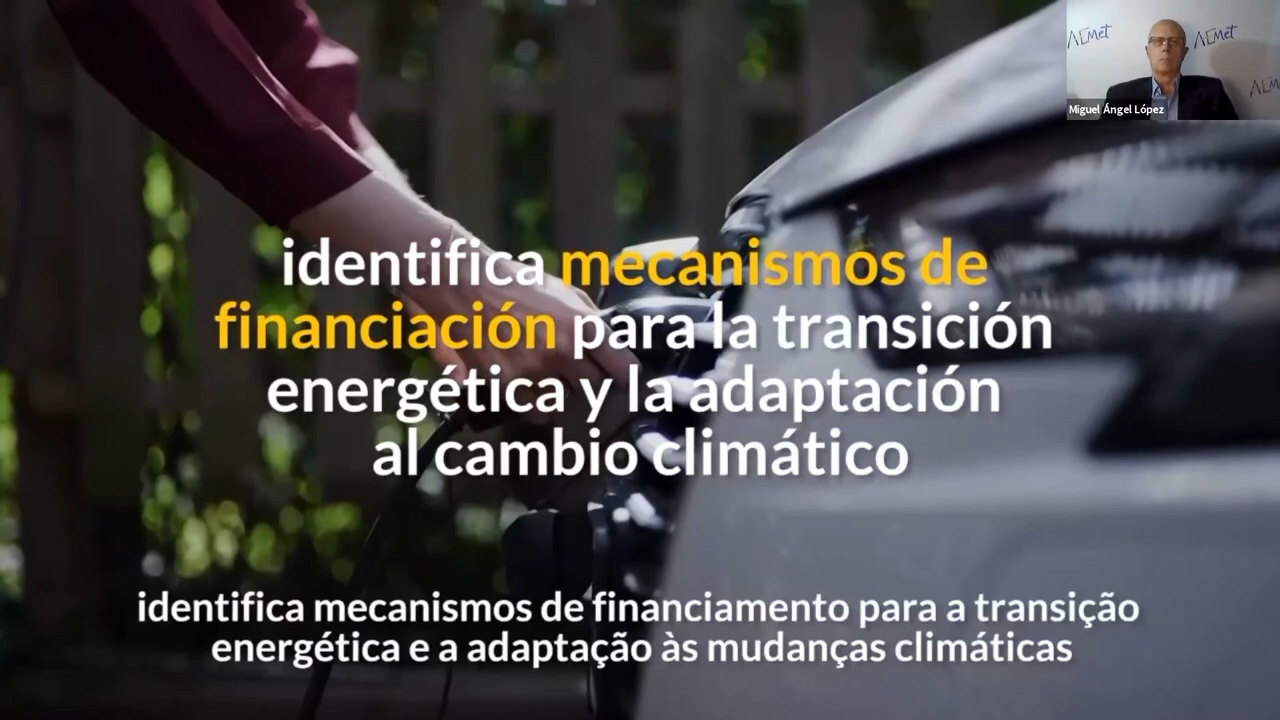 AEMet
AEMet
AEM
Miguel Ángel López
identifica mecanismos de
financiación para la transición
energética y la adaptación
al cambio climático
identifica mecanismos de financiamento para a transição
energética e a adaptação às mudanças climáticas